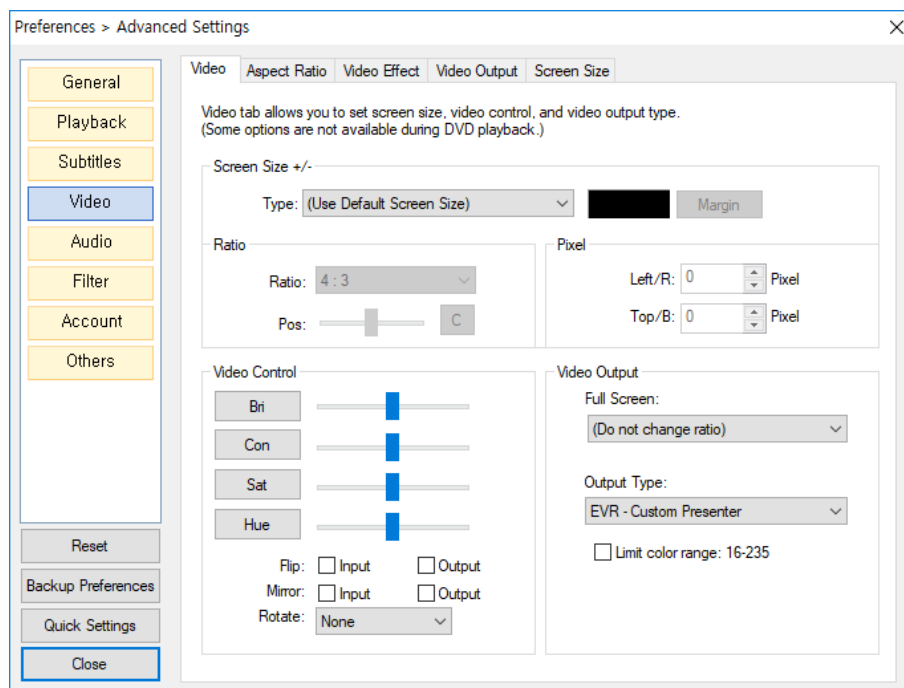 Preferences > Advanced Settings
General
Playback
Subtitles
Video
Audio
Filter
Account
Others
Reset
Backup Preferences
Quick Settings
Close
Video Aspect Ratio Video Effect Video Output Screen Size
Video tab allows you to set screen size, video control, and video output type.
(Some options are not available during DVD playback.)
Screen Size +/-
Type: (Use Default Screen Size) Margin
Ratio
Ratio: 4 : 3
Pos: C
Pixel
Left/R: 0 Pixel
Top/B: 0 Pixel
Video Control
Bri
Con
Sat
Hue
Flip: Input Output
Mirror: Input Output
Rotate: None
Video Output
Full Screen:
(Do not change ratio)
Output Type:
EVR - Custom Presenter
Limit color range: 16-235